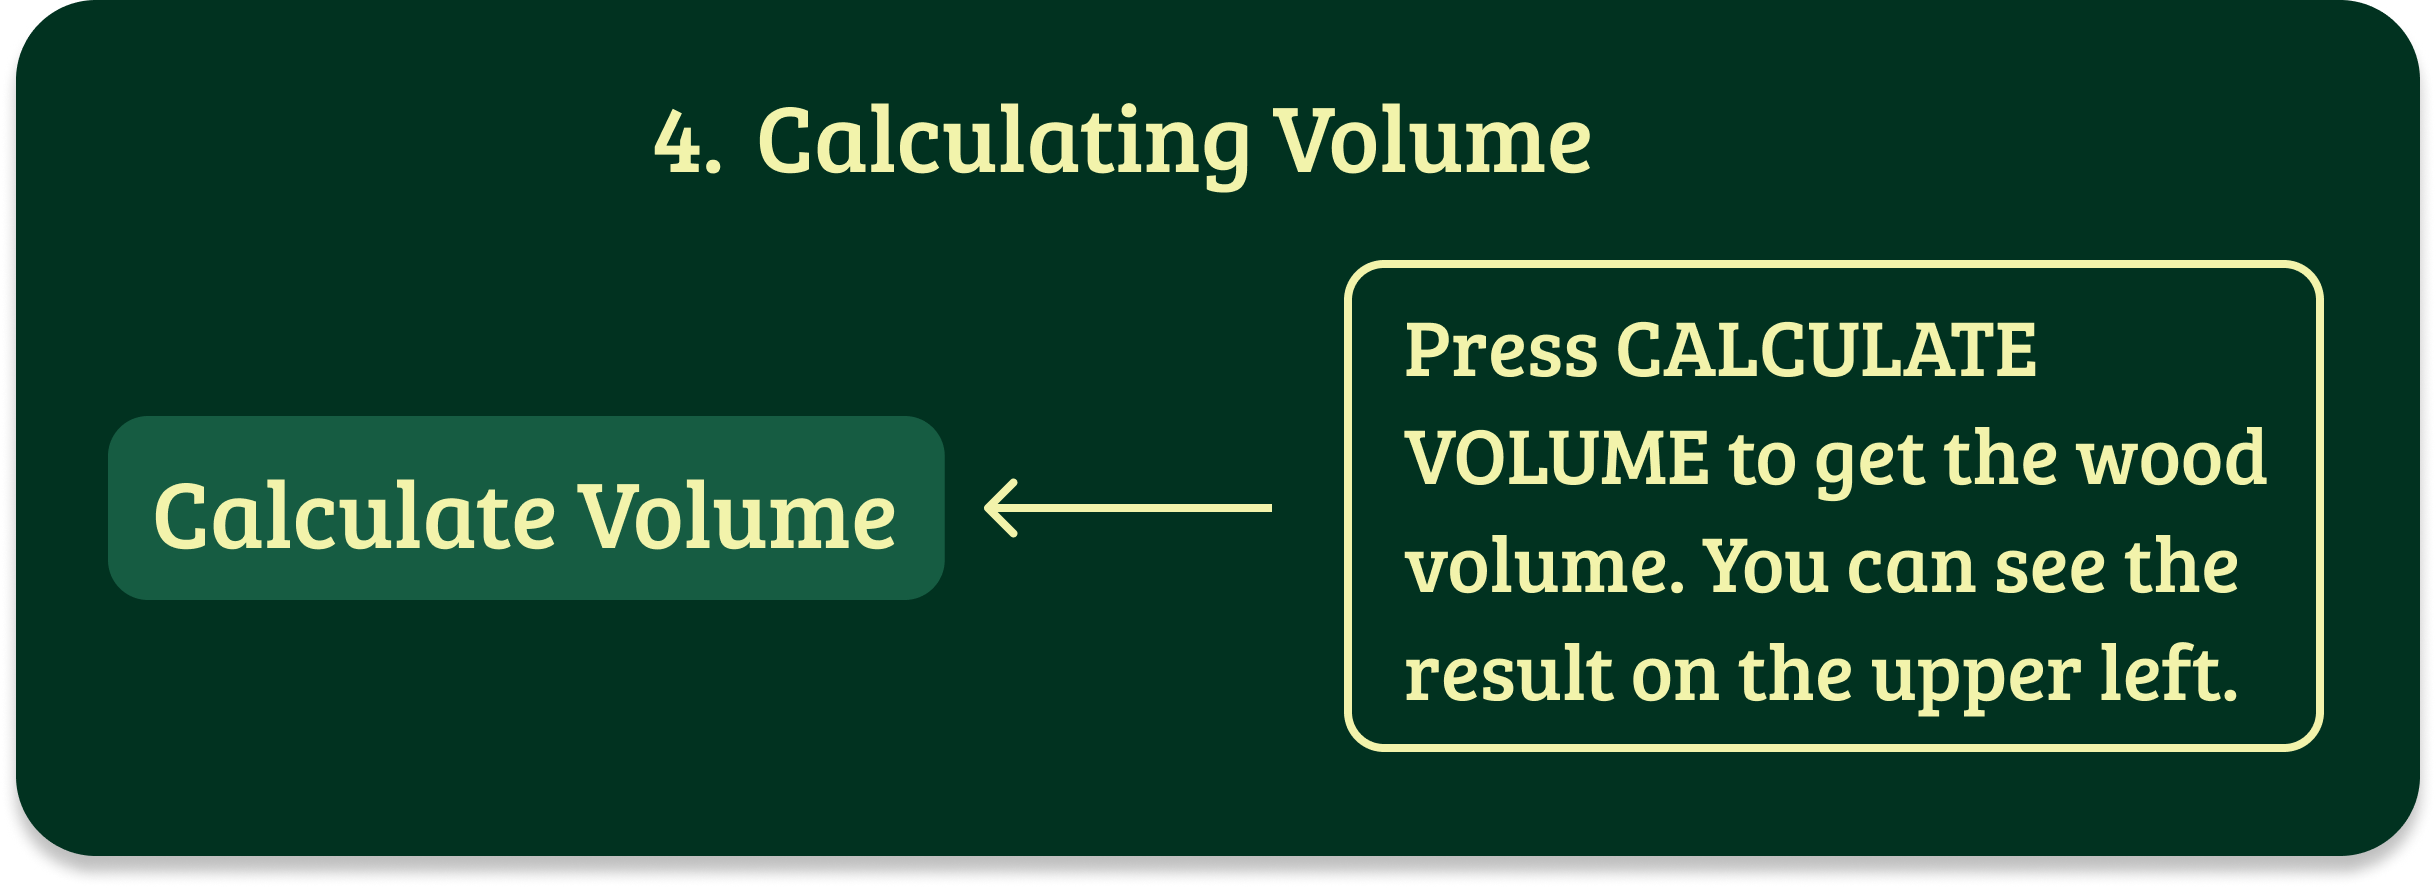 4. Calculating Volume
Calculate Volume
Press CALCULATE
VOLUME to get the wood
volume. You can see the
result on the upper left.